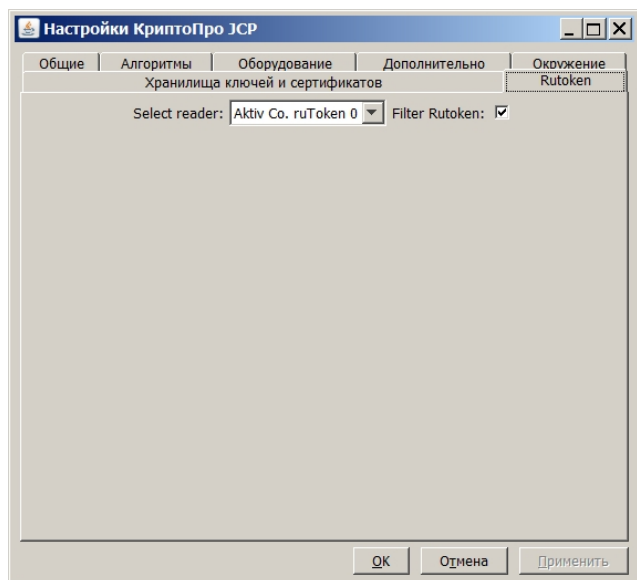 Настройки КриптоПро JCP
Общие Алгоритмы Оборудование Дополнительно Окружение
Хранилища ключей и сертификатов Rutoken
Select reader: Aktiv Co. ruToken 0 Filter Rutoken:
OK Отмена Применить